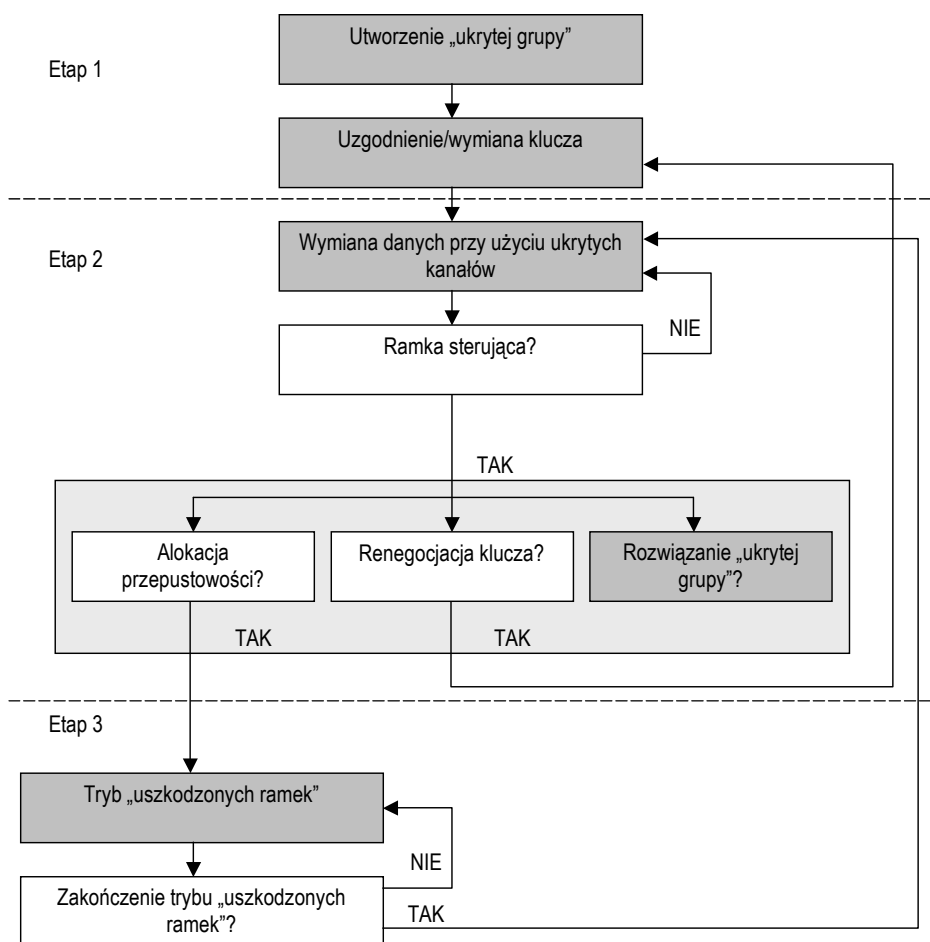 Utworzenie „ukrytej grupy”
Etap 1
Uzgodnienie/wymiana klucza
Etap 2
Wymiana danych przy użyciu ukrytych
kanałów
NIE
Ramka sterująca?
TAK
Alokacja
przepustowości?
Renegocjacja klucza?
Rozwiązanie „ukrytej
grupy”?
TAK
TAK
Etap 3
Tryb „uszkodzonych ramek”
NIE
Zakończenie trybu „uszkodzonych
ramek”?
TAK